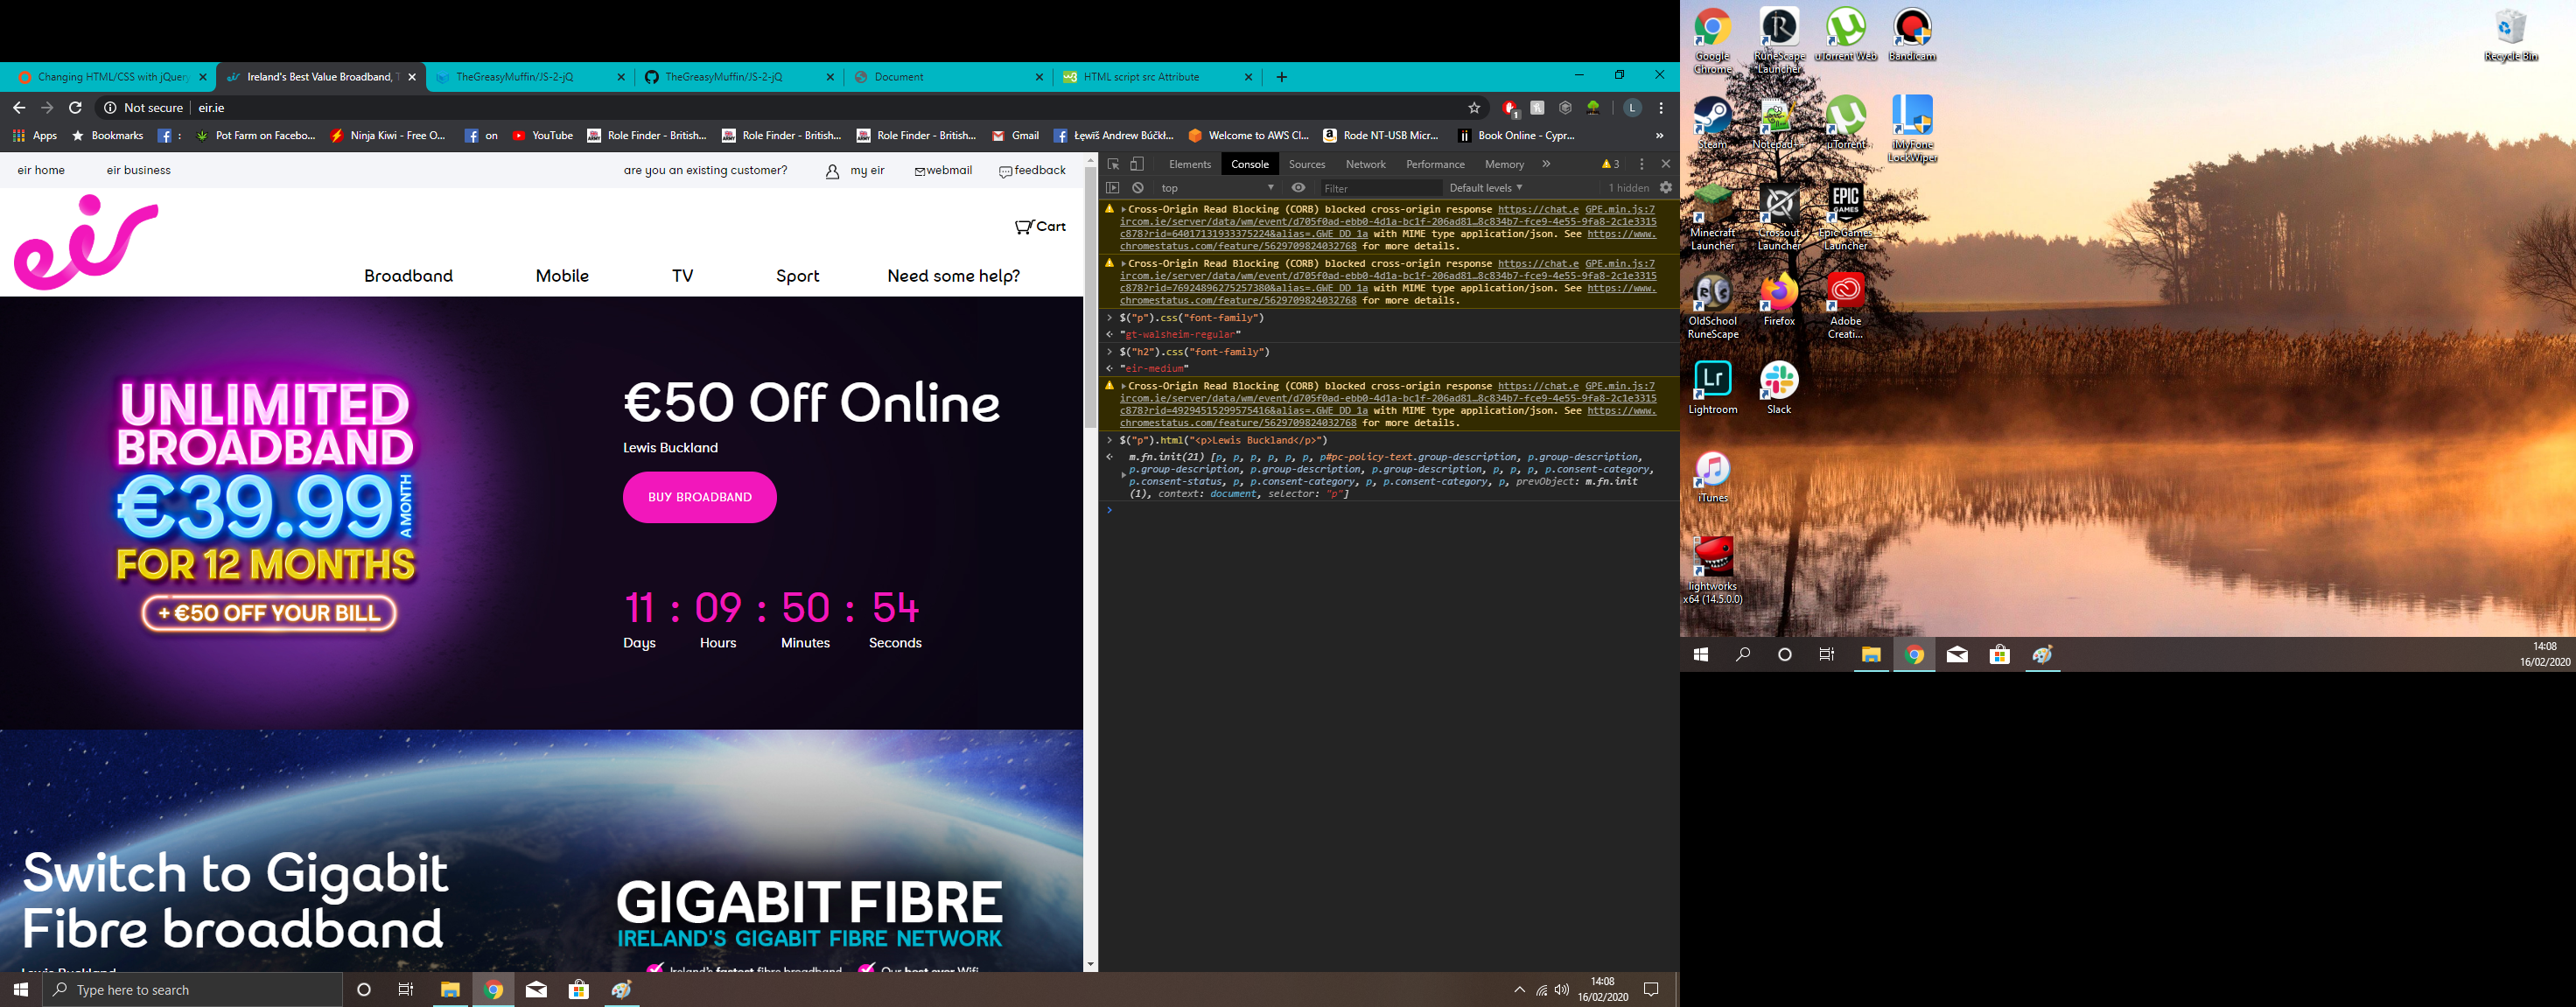 Changing HTML/CSS with jQuery
Ireland's Best Value Broadband, T
TheGreasyMuffin/JS-2-jQ
TheGreasyMuffin/JS-2-jQ
Document
HTML script src Attribute
Not secure | eir.ie
L
Apps
Bookmarks
:
Pot Farm on Facebo...
Ninja Kiwi - Free O...
on
YouTube
Role Finder - British...
Role Finder - British...
Role Finder - British...
Gmail
Welcome to AWS Cl...
Rode NT-USB Micr...
Book Online - Cypr...
»
eir home
eir business
are you an existing customer?
my eir
webmail
feedback
eir
Cart
Broadband
Mobile
TV
Sport
Need some help?
UNLIMITED
BROADBAND
€39.99
A MONTH
FOR 12 MONTHS
+ €50 OFF YOUR BILL
€50 Off Online
Lewis Buckland
BUY BROADBAND
11 : 09 : 50 : 54
Days Hours Minutes Seconds
Switch to Gigabit
Fibre broadband
Lewis Buckland
GIGABIT FIBRE
IRELAND'S GIGABIT FIBRE NETWORK
Ireland's fastest fibre broadband
Our best ever Wifi
Elements Console Sources Network Performance Memory » 3
top Filter Default levels 1 hidden
Cross-Origin Read Blocking (CORB) blocked cross-origin response https://chat.e GPE.min.js:7
ircom.ie/server/data/wm/event/d705f0ad-ebb0-4d1a-bc1f-206ad81…8c834b7-fce9-4e55-9fa8-2c1e3315
c878?rid=64017131933375224&alias=.GWE_DD_1a with MIME type application/json. See https://www.
chromestatus.com/feature/5629709824032768 for more details.
Cross-Origin Read Blocking (CORB) blocked cross-origin response https://chat.e GPE.min.js:7
ircom.ie/server/data/wm/event/d705f0ad-ebb0-4d1a-bc1f-206ad81…8c834b7-fce9-4e55-9fa8-2c1e3315
c878?rid=76924896275257380&alias=.GWE_DD_1a with MIME type application/json. See https://www.
chromestatus.com/feature/5629709824032768 for more details.
> $("p").css("font-family")
"gt-walsheim-regular"
> $("h2").css("font-family")
"eir-medium"
Cross-Origin Read Blocking (CORB) blocked cross-origin response https://chat.e GPE.min.js:7
ircom.ie/server/data/wm/event/d705f0ad-ebb0-4d1a-bc1f-206ad81…8c834b7-fce9-4e55-9fa8-2c1e3315
c878?rid=4929451529957541&alias=.GWE_DD_1a with MIME type application/json. See https://www.
chromestatus.com/feature/5629709824032768 for more details.
> $("p").html("<p>Lewis Buckland</p>")
m.fn.init(21) [p, p, p, p, p, p, p#pc-policy-text.group-description, p.group-description,
p.group-description, p.group-description, p.group-description, p, p, p, p.consent-category,
p.consent-status, p, p.consent-category, p, p.consent-category, p, prevObject: m.fn.init
(1), context: document, selector: "p"]
>
Type here to search
14:08
16/02/2020
Google
Chrome
RuneScape
Launcher
uTorrent Web
Bandicam
Recycle Bin
Steam
Notepad++
µTorrent
iMyFone
LockWiper
Minecraft
Launcher
Crossout
Launcher
EPIC
GAMES
Epic Games
Launcher
OldSchool
RuneScape
Firefox
Adobe
Creati...
Lr
Lightroom
Slack
iTunes
lightworks
x64 (14.5.0.0)
14:08
16/02/2020